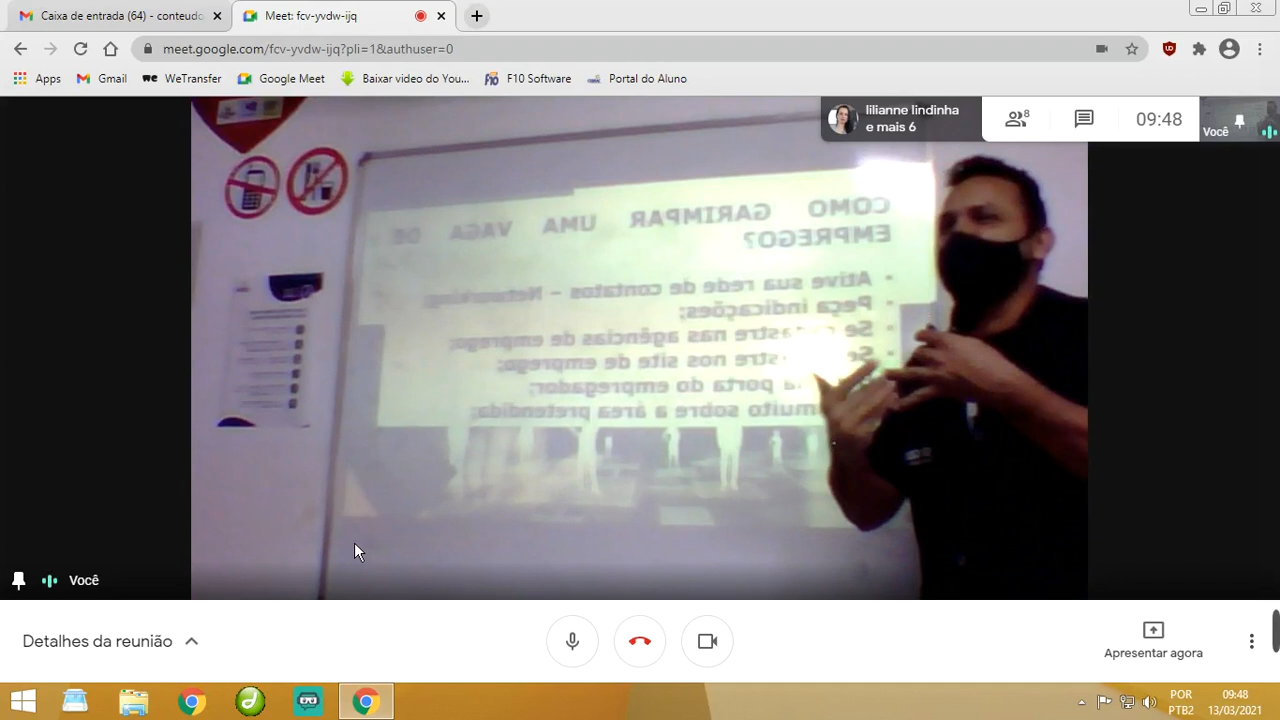 Caixa de entrada (64) - conteudo
Meet: fcv-yvdw-ijq
meet.google.com/fcv-yvdw-ijq?pli=1&authuser=0
Apps
Gmail
WeTransfer
Google Meet
Baixar video do You...
F10 Software
Portal do Aluno
lilianne lindinha
e mais 6
8
09:48
Você
COMO GARIMPAR UMA VAGA DE
EMPREGO?
• Ative sua rede de contatos – Networking;
• Peça indicações;
• Se cadastre nas agências de emprego;
• Se cadastre nos site de emprego;
na porta do empregador;
muito sobre a área pretendida;
Você
Detalhes da reunião
Apresentar agora
POR
PTB2
09:48
13/03/2021